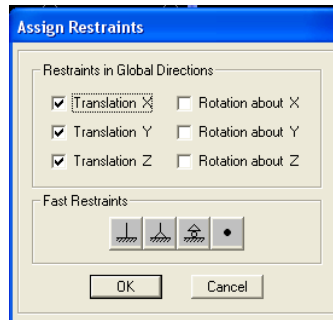 Assign Restraints
Restraints in Global Directions
Translation X Rotation about X
Translation Y Rotation about Y
Translation Z Rotation about Z
Fast Restraints
OK Cancel